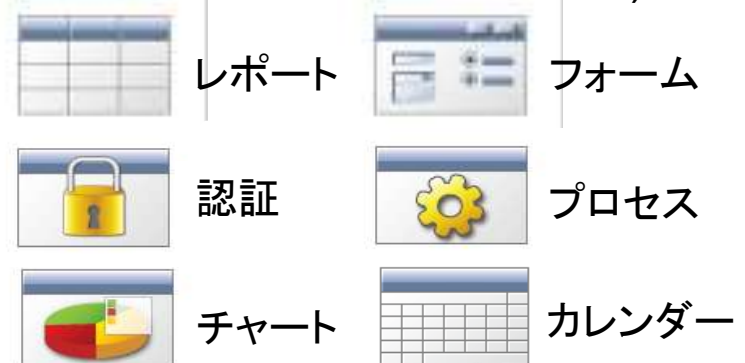 レポート
フォーム
認証
プロセス
チャート
カレンダー